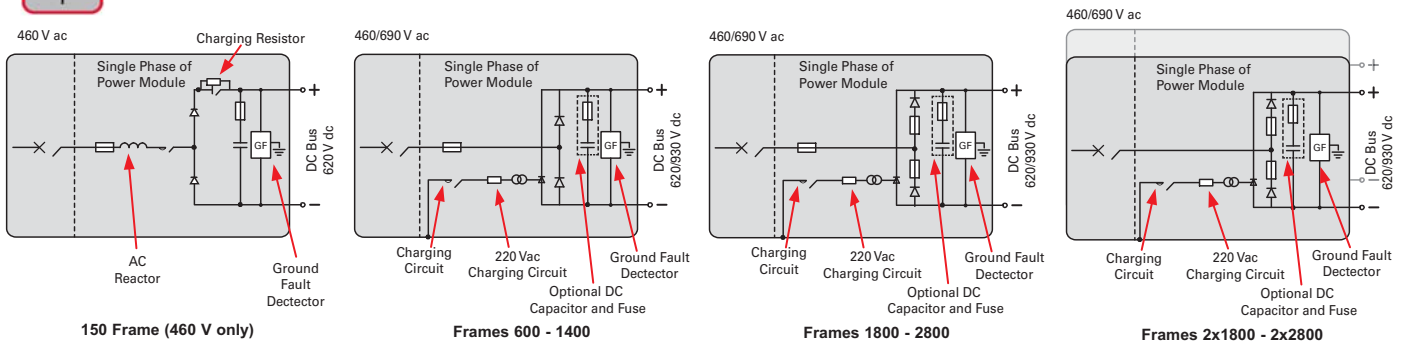 460 V ac
Charging Resistor
Single Phase of
Power Module
+
GF
DC Bus
620 V dc
−
AC
Reactor
Ground
Fault
Dectector
150 Frame (460 V only)
460/690 V ac
Single Phase of
Power Module
+
GF
DC Bus
620/930 V dc
−
Charging
Circuit
220 Vac
Charging Circuit
Ground Fault
Dectector
Optional DC
Capacitor and Fuse
Frames 600 - 1400
460/690 V ac
Single Phase of
Power Module
+
GF
DC Bus
620/930 V dc
−
Charging
Circuit
220 Vac
Charging Circuit
Ground Fault
Dectector
Optional DC
Capacitor and Fuse
Frames 1800 - 2800
460/690 V ac
Single Phase of
Power Module
+
+
GF
DC Bus
620/930 V dc
−
−
Charging
Circuit
220 Vac
Charging Circuit
Ground Fault
Dectector
Optional DC
Capacitor and Fuse
Frames 2x1800 - 2x2800